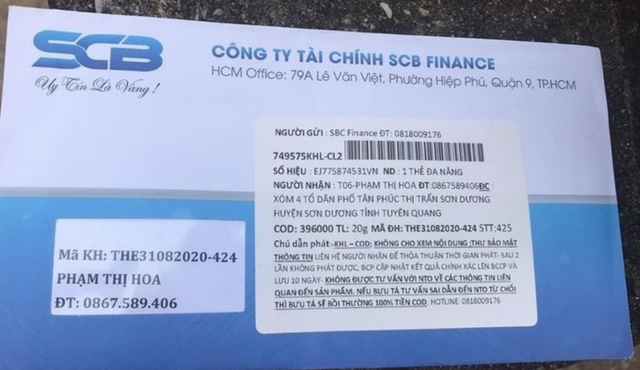 SCB
Uy Tín Là Vàng !
CÔNG TY TÀI CHÍNH SCB FINANCE
HCM Office: 79A Lê Văn Việt, Phường Hiệp Phú, Quận 9, TP.HCM
NGƯỜI GỬI : SBC Finance ĐT: 0818009176
749575KHL-CL2
SỐ HIỆU : EJ775874531VN ND : 1 THẺ ĐA NĂNG
NGƯỜI NHẬN : T06-PHẠM THỊ HOA ĐT:0867589406ĐC :
XÓM 4 TỔ DÂN PHỐ TÂN PHÚC THỊ TRẤN SƠN DƯƠNG
HUYỆN SƠN DƯƠNG TỈNH TUYÊN QUANG
COD: 396000 TL: 20g MÃ ĐH: THE31082020-424 STT:425
Chú dẫn phát:-KHL – COD; KHÔNG CHO XEM NỘI DUNG ;THƯ BẢO MẬT
THÔNG TIN LIÊN HỆ NGƯỜI NHẬN ĐỂ THỎA THUẬN THỜI GIAN PHÁT- SAU 2
LẦN KHÔNG PHÁT ĐƯỢC, BCP CẬP NHẬT KẾT QUẢ CHÍNH XÁC LÊN BCCP VÀ
LƯU 10 NGÀY- KHÔNG ĐƯỢC TƯ VẤN VỚI NTO VỀ CÁC THÔNG TIN LIÊN
QUAN ĐẾN SẢN PHẨM. NẾU BƯU TÁ TƯ VẤN SAI DẪN ĐẾN NTO TỪ CHỐI
THÌ BƯU TÁ SẼ BỒI THƯỜNG 100% TIỀN COD. HOTLINE: 0818009176
Mã KH: THE31082020-424
PHẠM THỊ HOA
ĐT: 0867.589.406